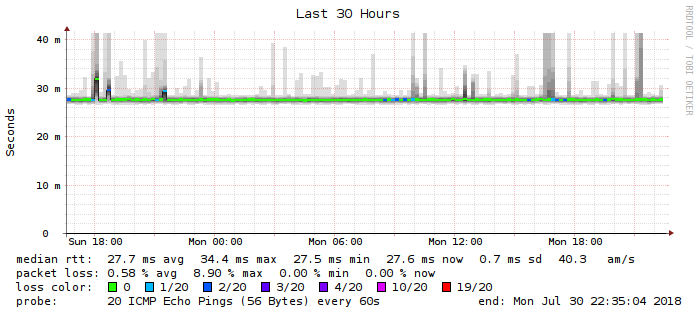 Last 30 Hours
RRDTOOL / TOBI OETIKER
Seconds
40 m
30 m
20 m
10 m
0
Sun 18:00 Mon 00:00 Mon 06:00 Mon 12:00 Mon 18:00
median rtt: 27.7 ms avg 34.4 ms max 27.5 ms min 27.6 ms now 0.7 ms sd 40.3 am/s
packet loss: 0.58 % avg 8.90 % max 0.00 % min 0.00 % now
loss color: 0 1/20 2/20 3/20 4/20 10/20 19/20
probe: 20 ICMP Echo Pings (56 Bytes) every 60s end: Mon Jul 30 22:35:04 2018